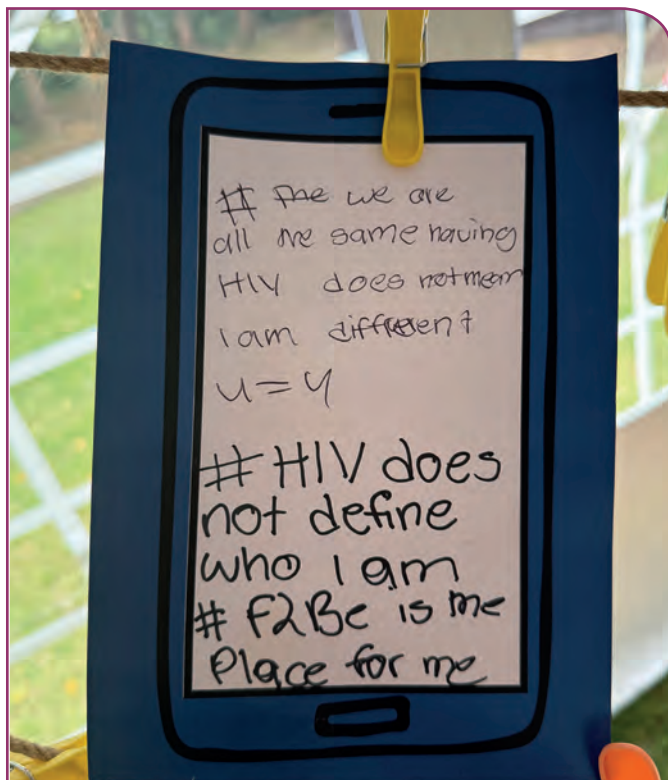 # the we are
all the same having
HIV does not mean
I am different
U = U
# HIV does
not define
who I am
# F2Be is me
Place for me